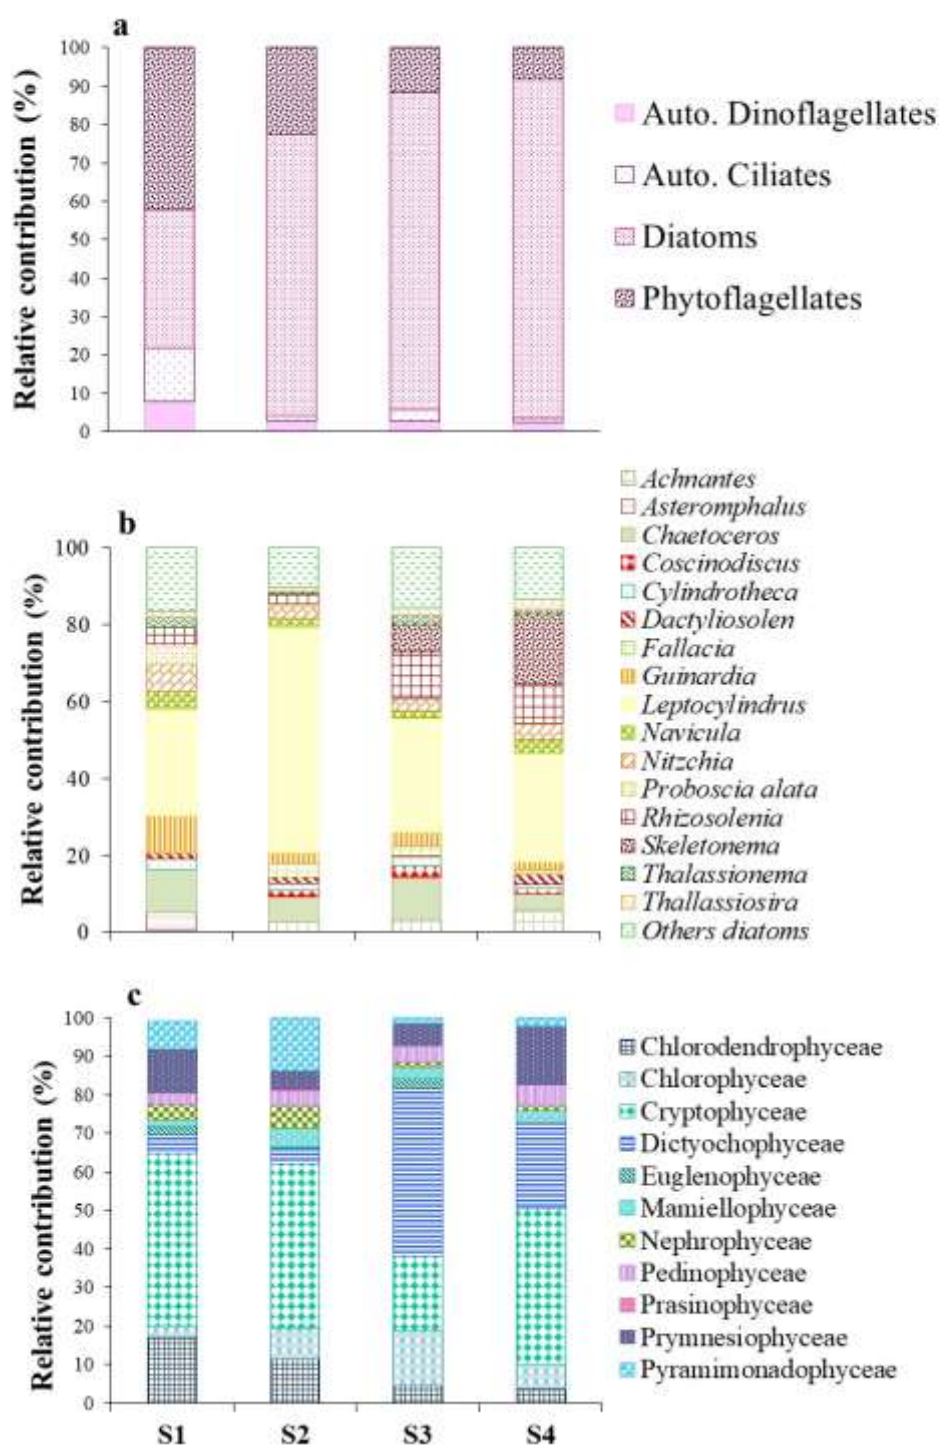 a
Relative contribution (%)
100
90
80
70
60
50
40
30
20
10
0
Auto. Dinoflagellates
Auto. Ciliates
Diatoms
Phytoflagellates
b
Relative contribution (%)
100
80
60
40
20
0
Achnantes
Asteromphalus
Chaetoceros
Coscinodiscus
Cylindrotheca
Dactyliosolen
Fallacia
Guinardia
Leptocylindrus
Navicula
Nitzchia
Proboscia alata
Rhizosolenia
Skeletonema
Thalassionema
Thallassiosira
Others diatoms
c
Relative contribution (%)
100
90
80
70
60
50
40
30
20
10
0
Chlorodendrophyceae
Chlorophyceae
Cryptophyceae
Dictyochophyceae
Euglenophyceae
Mamiellophyceae
Nephrophyceae
Pedinophyceae
Prasinophyceae
Prymnesiophyceae
Pyramimonadophyceae
S1
S2
S3
S4